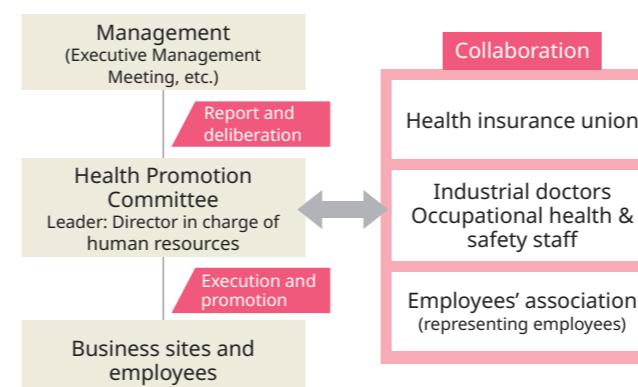 Management
(Executive Management
Meeting, etc.)
Report and
deliberation
Health Promotion
Committee
Leader: Director in charge of
human resources
Execution and
promotion
Business sites and
employees
Collaboration
Health insurance union
Industrial doctors
Occupational health &
safety staff
Employees’ association
(representing employees)